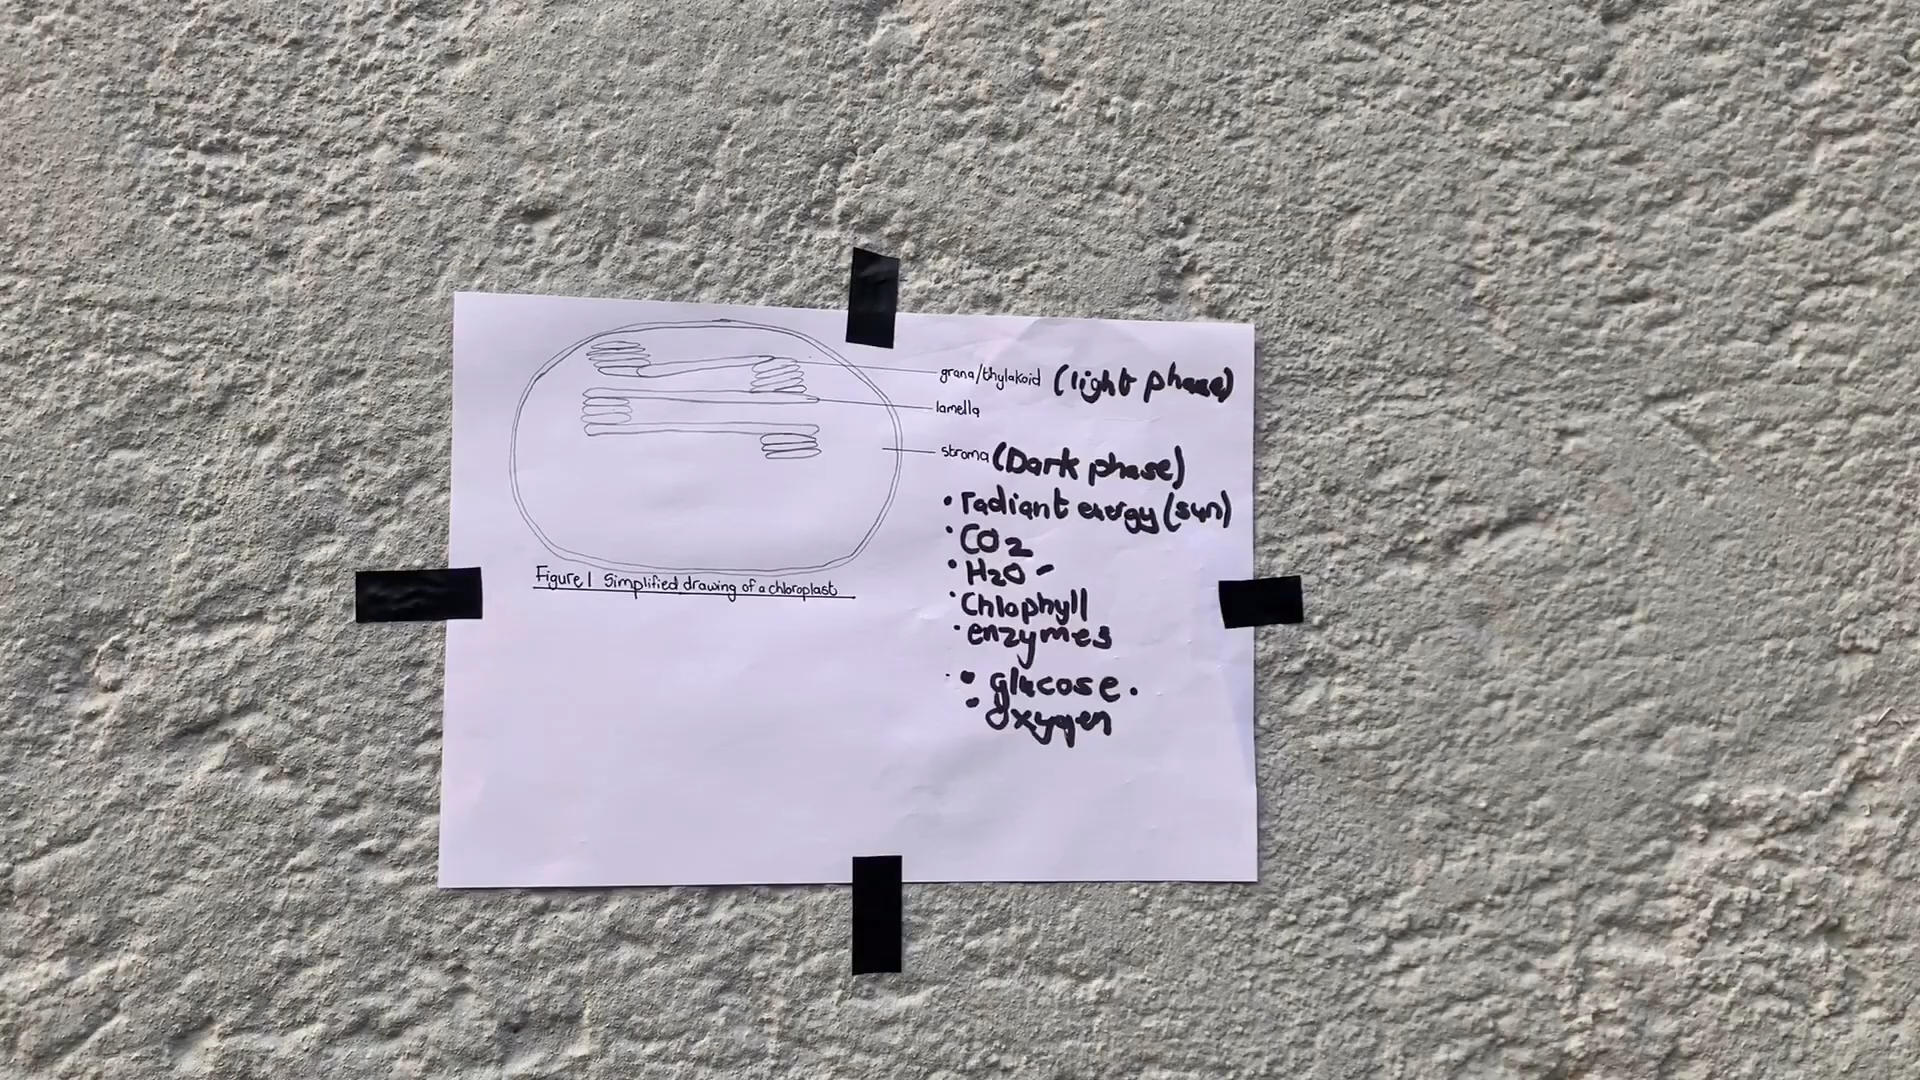 grana/thylakoid (light phase)
lamella
stroma (Dark phase)
• radiant energy (sun)
• CO2
• H2O -
• Chlophyll
• enzymes
• glucose.
• oxygen
Figure 1 Simplified drawing of a chloroplast